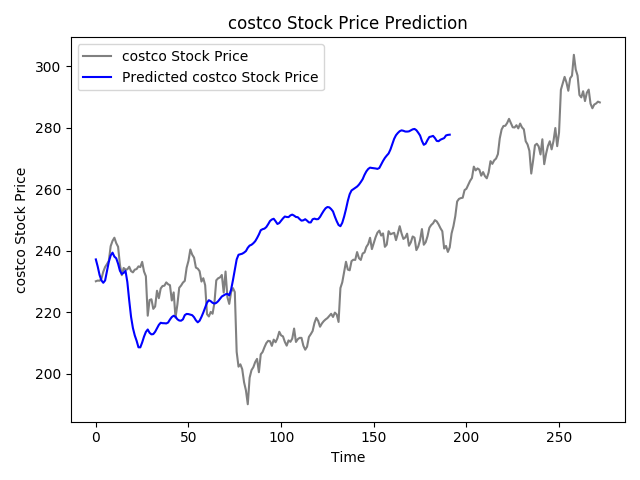 costco Stock Price Prediction
costco Stock Price
Predicted costco Stock Price
costco Stock Price
300
280
260
240
220
200
0 50 100 150 200 250
Time